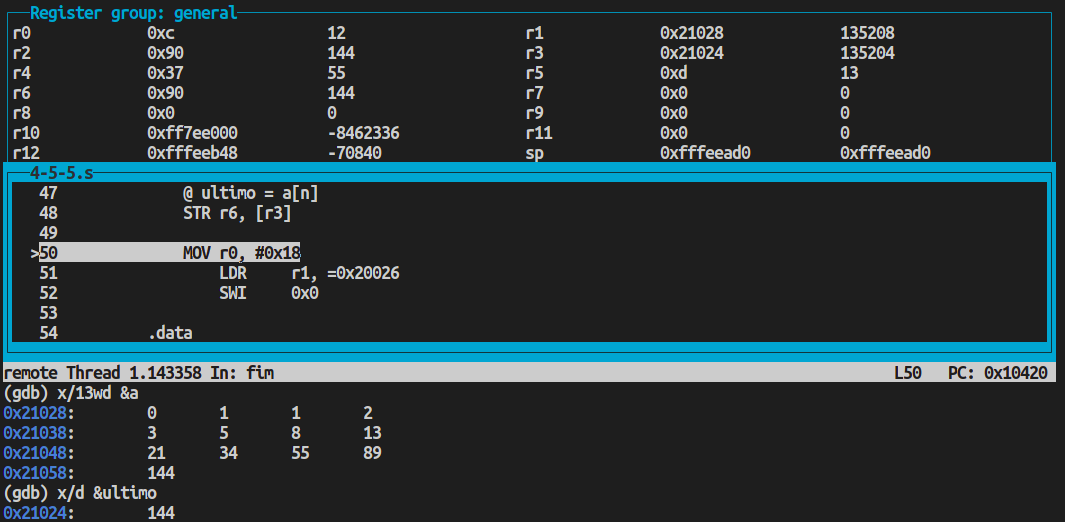 Register group: general
r0 0xc 12 r1 0x21028 135208
r2 0x90 144 r3 0x21024 135204
r4 0x37 55 r5 0xd 13
r6 0x90 144 r7 0x0 0
r8 0x0 0 r9 0x0 0
r10 0xff7ee000 -8462336 r11 0x0 0
r12 0xfffeeb48 -70840 sp 0xfffeead0 0xfffeead0
4-5-5.s
47 @ ultimo = a[n]
48 STR r6, [r3]
49
>50 MOV r0, #0x18
51 LDR r1, =0x20026
52 SWI 0x0
53
54 .data
remote Thread 1.143358 In: fim L50 PC: 0x10420
(gdb) x/13wd &a
0x21028: 0 1 1 2
0x21038: 3 5 8 13
0x21048: 21 34 55 89
0x21058: 144
(gdb) x/d &ultimo
0x21024: 144